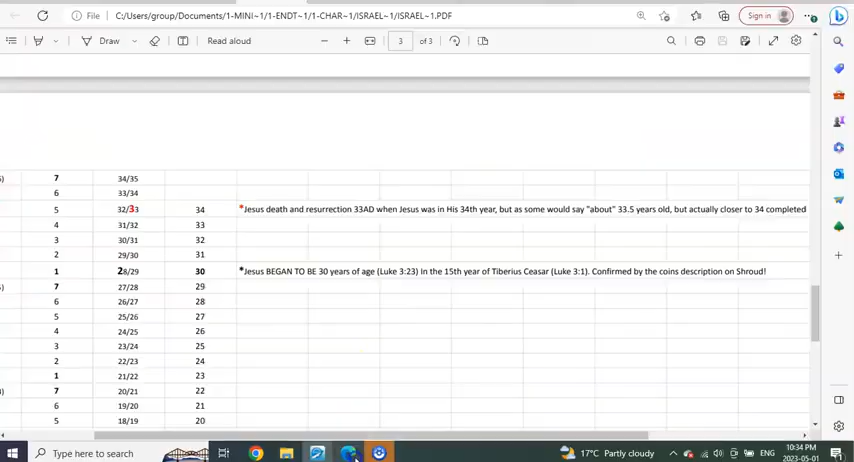 File C:/Users/group/Documents/1-MINI~1/1-ENDT~1/1-CHAR~1/ISRAEL~1/ISRAEL~1.PDF Sign in
Draw Read aloud 3 of 3
7 34/35
6 33/34
5 32/33 34 *Jesus death and resurrection 33AD when Jesus was in His 34th year, but as some would say "about" 33.5 years old, but actually closer to 34 completed
4 31/32 33
3 30/31 32
2 29/30 31
1 28/29 30 *Jesus BEGAN TO BE 30 years of age (Luke 3:23) In the 15th year of Tiberius Ceasar (Luke 3:1). Confirmed by the coins description on Shroud!
7 27/28 29
6 26/27 28
5 25/26 27
4 24/25 26
3 23/24 25
2 22/23 24
1 21/22 23
7 20/21 22
6 19/20 21
5 18/19 20
Type here to search 17°C Partly cloudy ENG 10:34 PM
2023-05-01